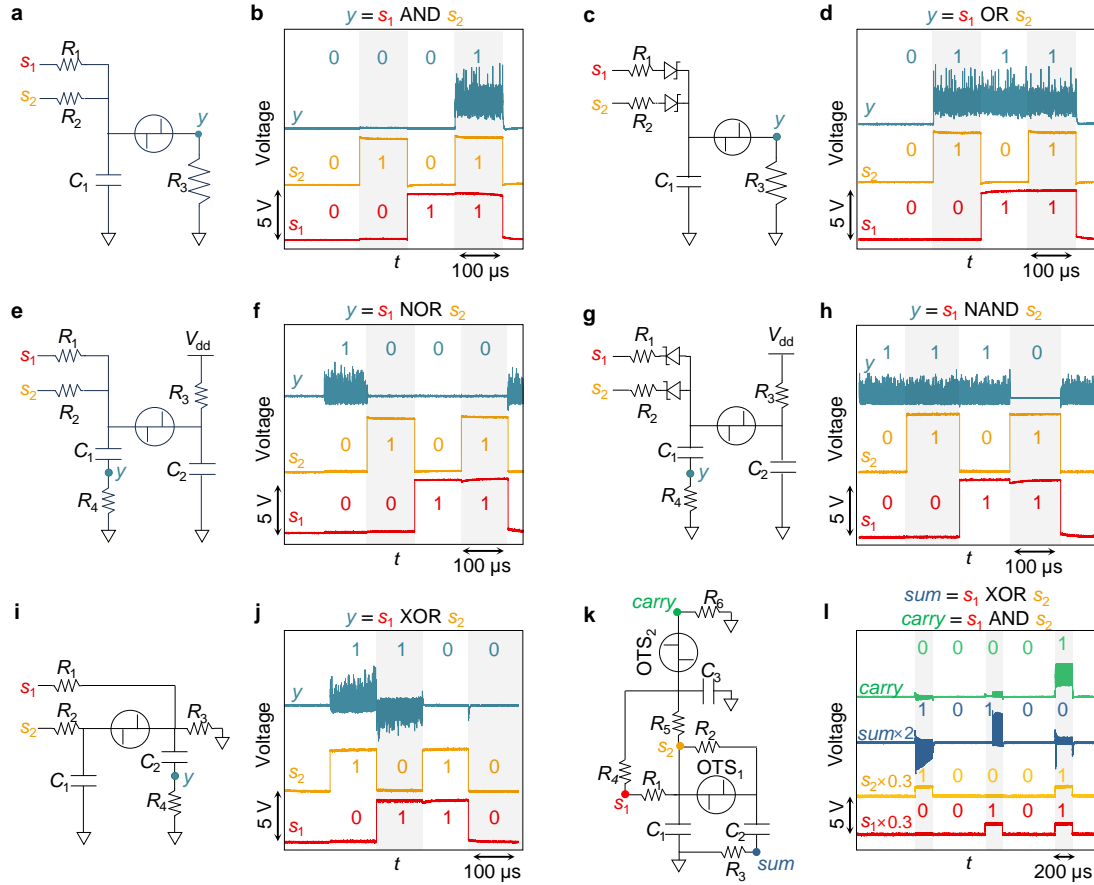 a
s1
R1
s2
R2
y
C1
R3
b
y = s1 AND s2
Voltage
0 0 0 1
y
s2
0 1 0 1
5 V
s1
0 0 1 1
t
100 µs
c
s1
R1
s2
R2
y
C1
R3
d
y = s1 OR s2
Voltage
0 1 1 1
y
s2
0 1 0 1
5 V
s1
0 0 1 1
t
100 µs
e
R1
s1
Vdd
s2
R2
R3
C1
y
C2
R4
f
y = s1 NOR s2
Voltage
1 0 0 0
y
s2
0 1 0 1
5 V
s1
0 0 1 1
t
100 µs
g
R1
s1
Vdd
s2
R2
R3
C1
y
C2
R4
h
y = s1 NAND s2
Voltage
1 1 1 0
y
s2
0 1 0 1
5 V
s1
0 0 1 1
t
100 µs
i
R1
s1
R2
s2
R3
C1
C2
y
R4
j
y = s1 XOR s2
Voltage
1 1 0 0
y
s2
1 0 1 0
5 V
s1
0 1 1 0
t
100 µs
k
carry
R6
OTS2
C3
R5
s2
R2
R4
R1
OTS1
s1
C1
C2
R3
sum
l
sum = s1 XOR s2
carry = s1 AND s2
Voltage
0 0 0 0 1
carry
1 0 1 0 0
sum×2
s2×0.3
1 0 0 0 1
5 V
s1×0.3
0 0 1 0 1
t
200 µs